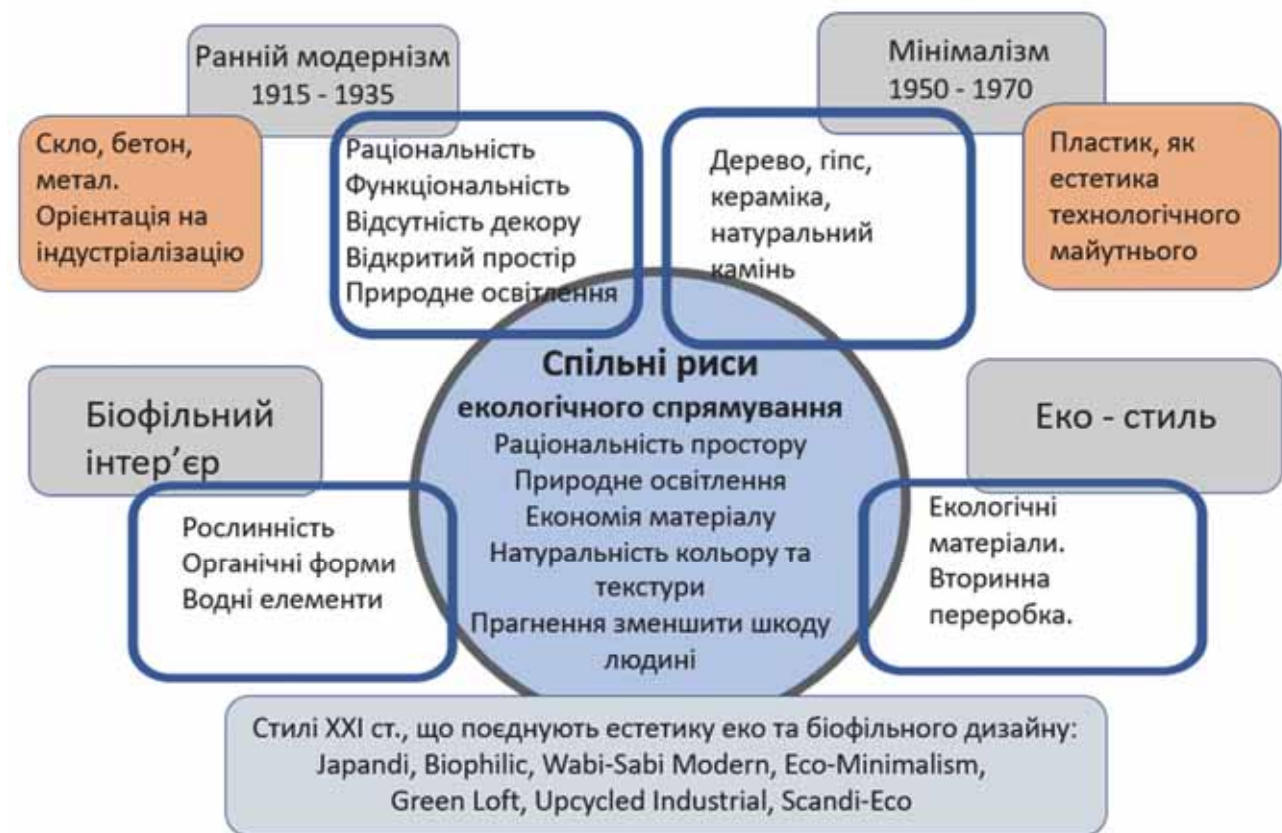 Ранній модернізм
1915 - 1935
Мінімалізм
1950 - 1970
Скло, бетон,
метал.
Орієнтація на
індустріалізацію
Раціональність
Функціональність
Відсутність декору
Відкритий простір
Природне освітлення
Дерево, гіпс,
кераміка,
натуральний
камінь
Пластик, як
естетика
технологічного
майутнього
Біофільний
інтер’єр
Рослинність
Органічні форми
Водні елементи
Спільні риси
екологічного спрямування
Раціональність простору
Природне освітлення
Економія матеріалу
Натуральність кольору та
текстури
Прагнення зменшити шкоду
людині
Еко - стиль
Екологічні
матеріали.
Вторинна
переробка.
Стилі XXI ст., що поєднують естетику еко та біофільного дизайну:
Japandi, Biophilic, Wabi-Sabi Modern, Eco-Minimalism,
Green Loft, Upcycled Industrial, Scandi-Eco